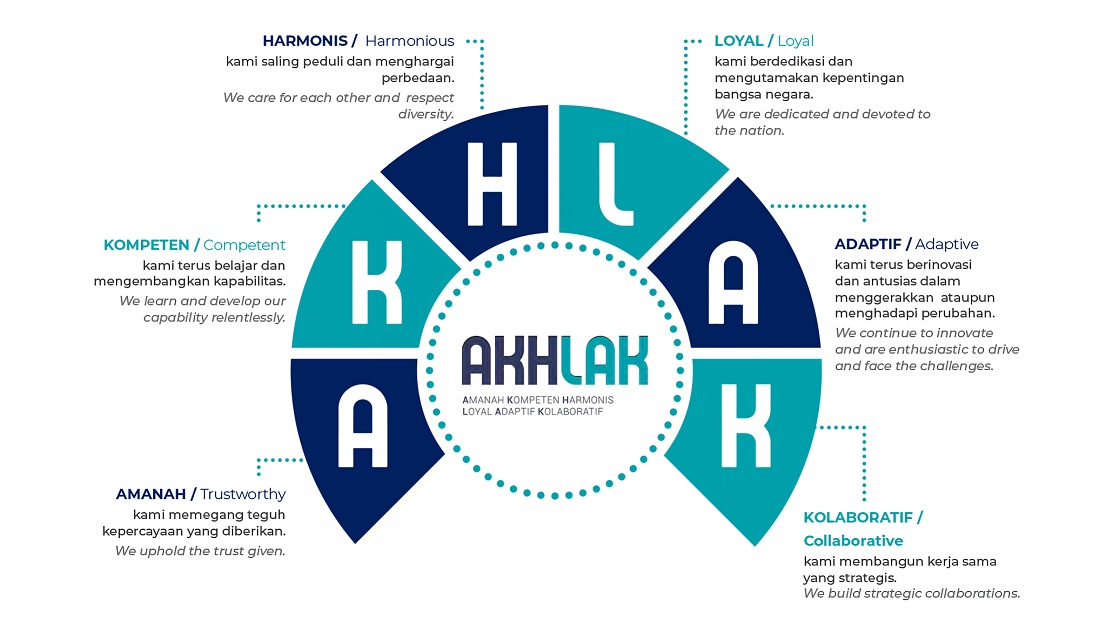 HARMONIS / Harmonious
kami saling peduli dan menghargai
perbedaan.
We care for each other and respect
diversity.
LOYAL / Loyal
kami berdedikasi dan
mengutamakan kepentingan
bangsa negara.
We are dedicated and devoted to
the nation.
H
L
KOMPETEN / Competent
kami terus belajar dan
mengembangkan kapabilitas.
We learn and develop our
capability relentlessly.
K
A
ADAPTIF / Adaptive
kami terus berinovasi
dan antusias dalam
menggerakkan ataupun
menghadapi perubahan.
We continue to innovate
and are enthusiastic to drive
and face the challenges.
AKHLAK
AMANAH KOMPETEN HARMONIS
LOYAL ADAPTIF KOLABORATIF
A
K
AMANAH / Trustworthy
kami memegang teguh
kepercayaan yang diberikan.
We uphold the trust given.
KOLABORATIF /
Collaborative
kami membangun kerja sama
yang strategis.
We build strategic collaborations.